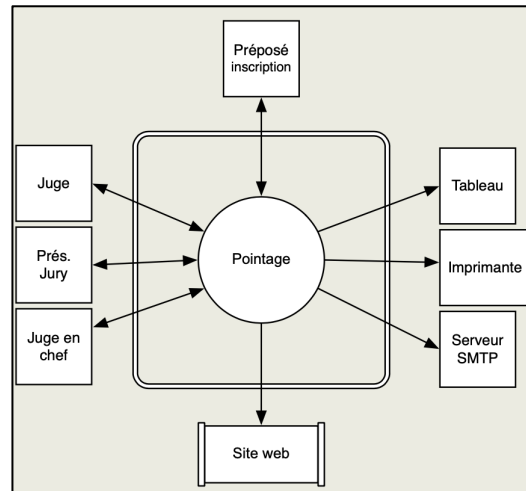 Préposé
inscription
Juge
Tableau
Prés.
Jury
Pointage
Imprimante
Juge en
chef
Serveur
SMTP
Site web